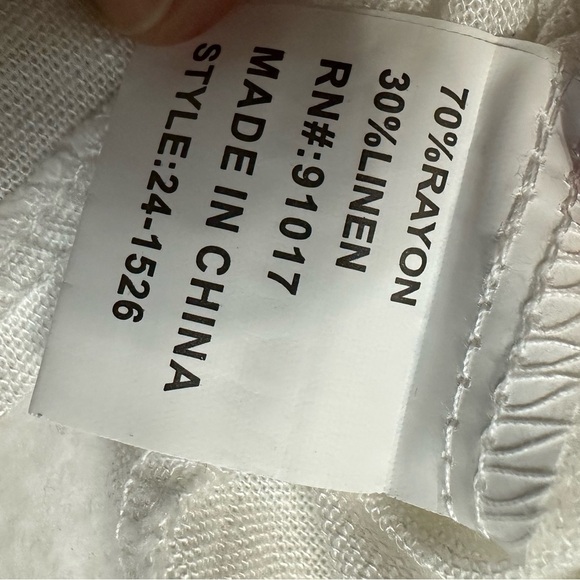 70%RAYON
30%LINEN
RN#:91017
MADE IN CHINA
STYLE:24-1526